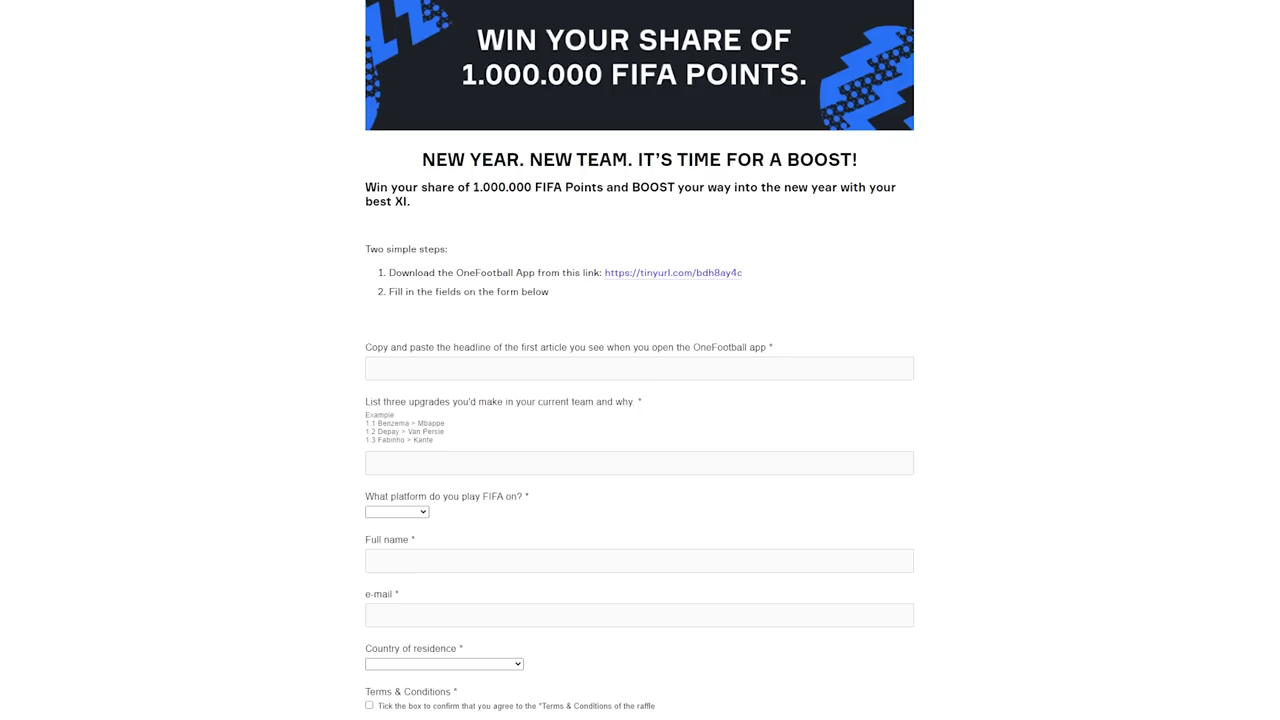 WIN YOUR SHARE OF
1.000.000 FIFA POINTS.
NEW YEAR. NEW TEAM. IT’S TIME FOR A BOOST!
Win your share of 1.000.000 FIFA Points and BOOST your way into the new year with your
best XI.
Two simple steps:
1. Download the OneFootball App from this link: https://tinyurl.com/bdh8ay4c
2. Fill in the fields on the form below
Copy and paste the headline of the first article you see when you open the OneFootball app *
List three upgrades you'd make in your current team and why. *
Example
1.1 Benzema > Mbappe
1.2 Depay > Van Persie
1.3 Fabinho > Kante
What platform do you play FIFA on? *
Full name *
e-mail *
Country of residence *
Terms & Conditions *
Tick the box to confirm that you agree to the "Terms & Conditions of the raffle